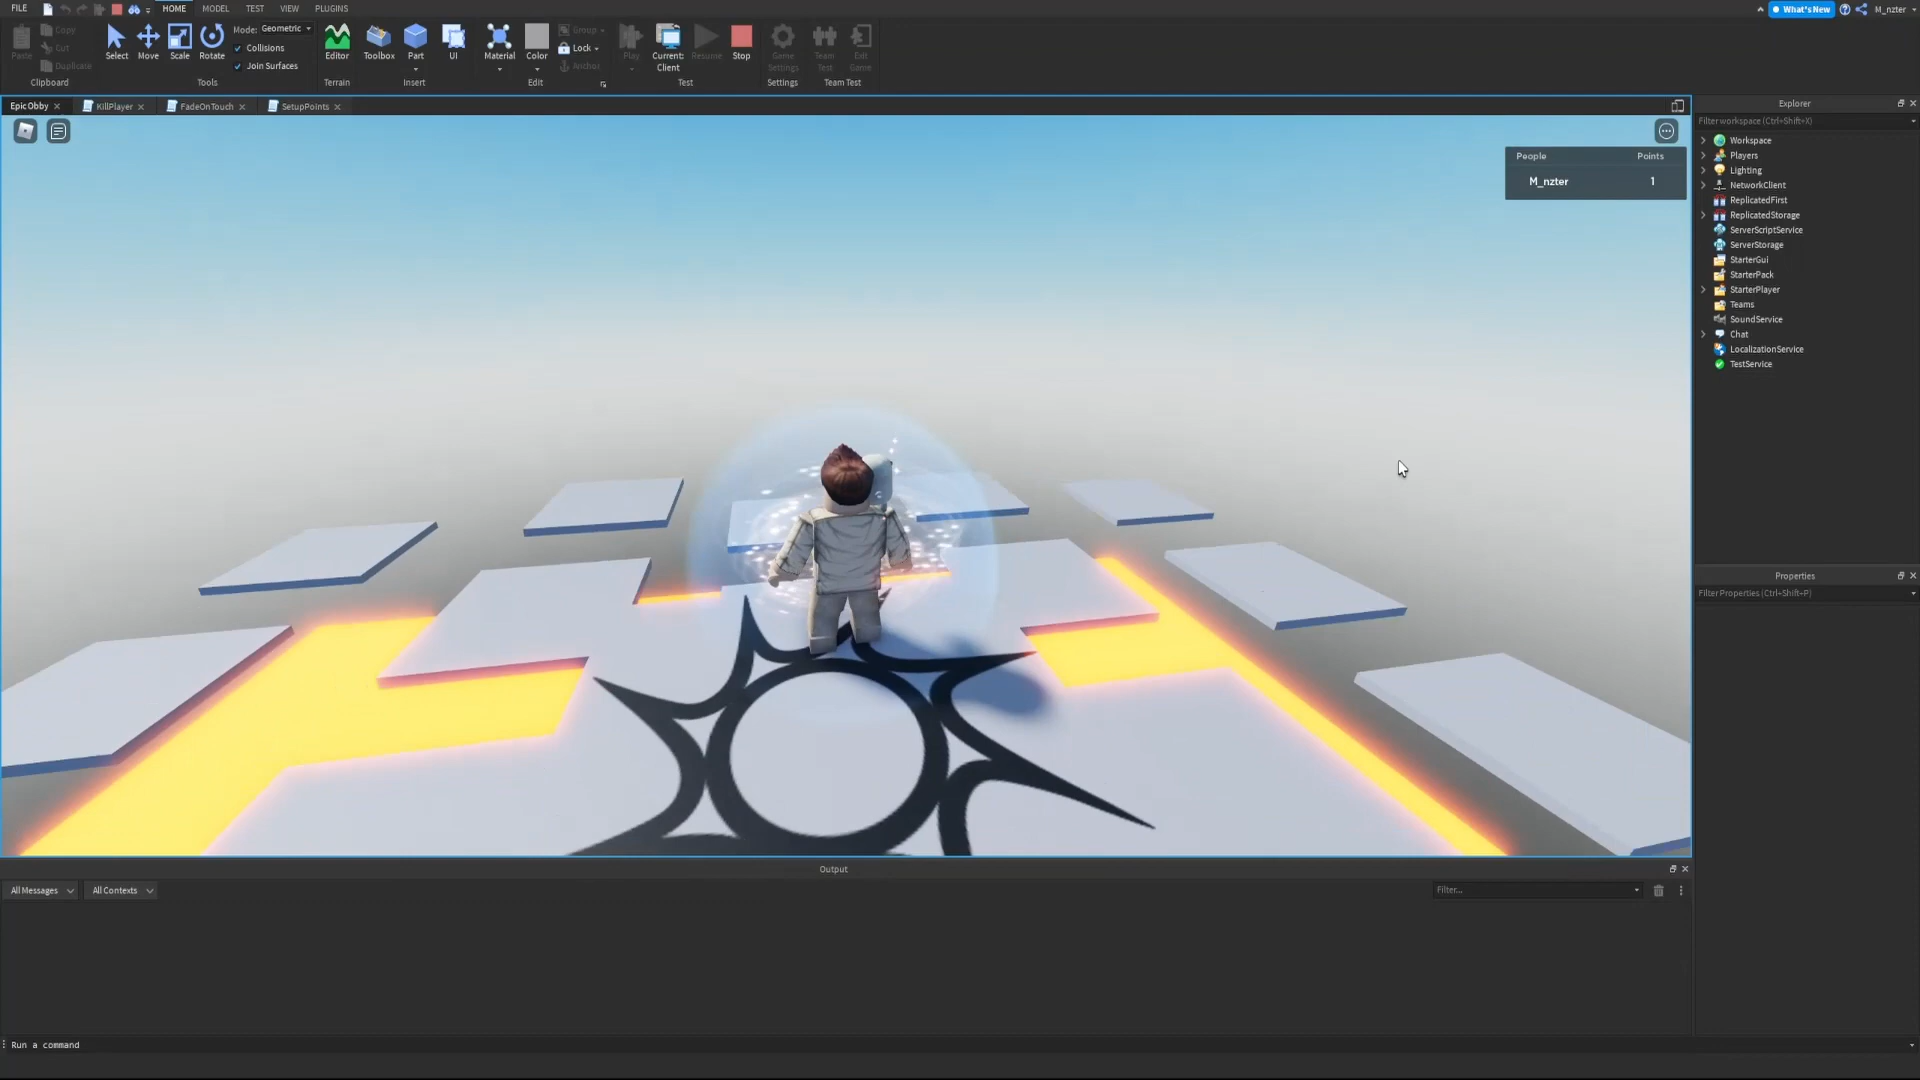 FILE HOME MODEL TEST VIEW PLUGINS What's New M_nzter
Paste Copy Cut Duplicate Clipboard
Select Move Scale Rotate Mode: Geometric Collisions Join Surfaces Tools
Editor Terrain
Toolbox Part UI Insert
Material Color Group Lock Anchor Edit
Play Current: Client Resume Stop Test
Game Settings Settings
Team Test Exit Game Team Test
EpicObby KillPlayer FadeOnTouch SetupPoints
People Points
M_nzter 1
Explorer
Filter workspace (Ctrl+Shift+X)
Workspace
Players
Lighting
NetworkClient
ReplicatedFirst
ReplicatedStorage
ServerScriptService
ServerStorage
StarterGui
StarterPack
StarterPlayer
Teams
SoundService
Chat
LocalizationService
TestService
Properties
Filter Properties (Ctrl+Shift+P)
Output
All Messages All Contexts Filter...
Run a command